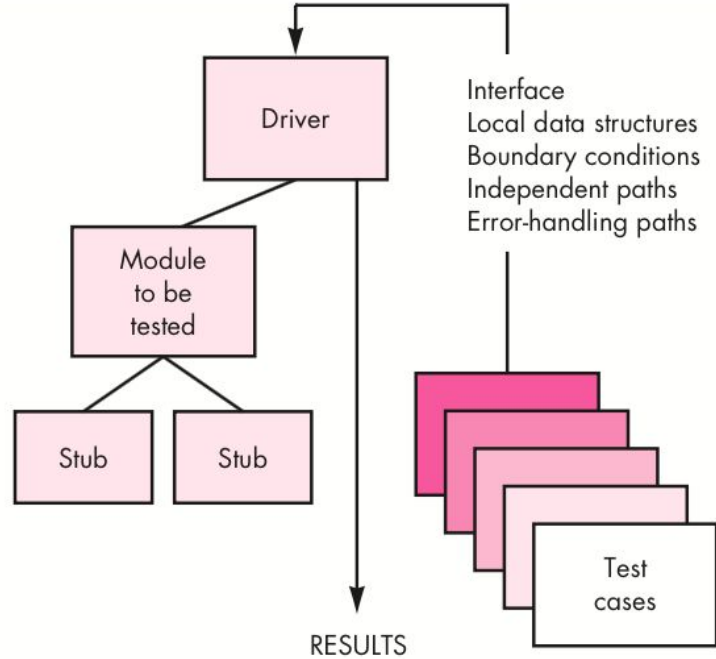 Driver
Interface
Local data structures
Boundary conditions
Independent paths
Error-handling paths
Module
to be
tested
Stub
Stub
Test
cases
RESULTS